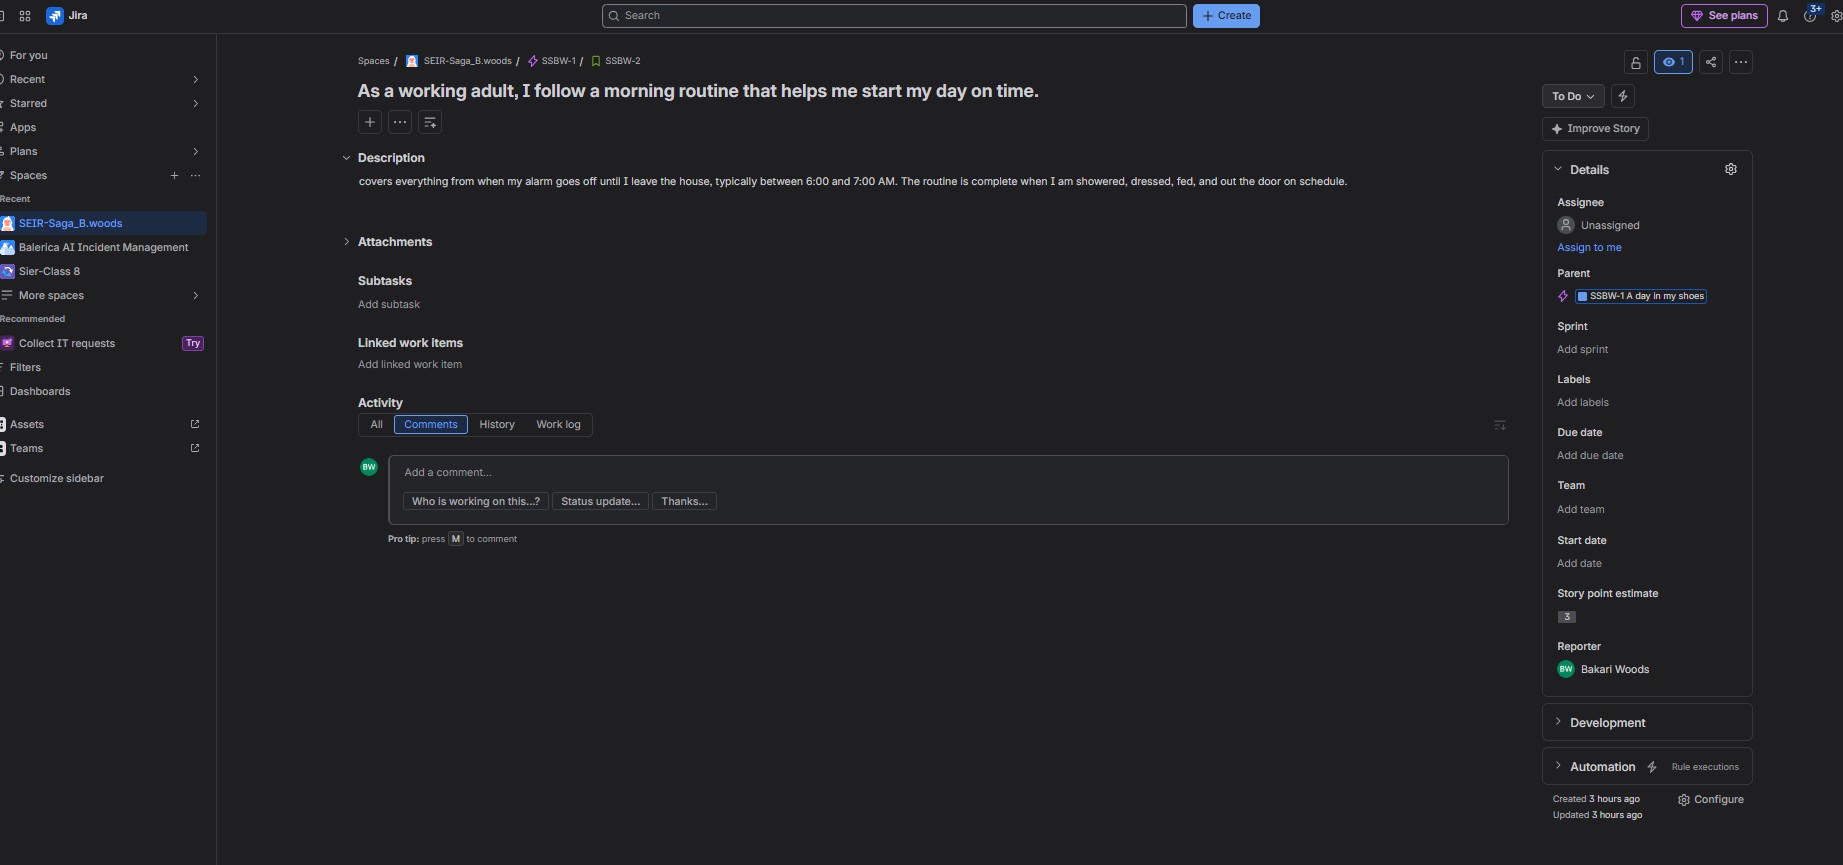 Jira
Search
Create
See plans
3+
For you
Recent
Starred
Apps
Plans
Spaces
Recent
SEIR-Saga_B.woods
Balerica AI Incident Management
Sier-Class 8
More spaces
Recommended
Collect IT requests Try
Filters
Dashboards
Assets
Teams
Customize sidebar
Spaces / SEIR-Saga_B.woods / SSBW-1 / SSBW-2
1
As a working adult, I follow a morning routine that helps me start my day on time.
Description
covers everything from when my alarm goes off until I leave the house, typically between 6:00 and 7:00 AM. The routine is complete when I am showered, dressed, fed, and out the door on schedule.
Attachments
Subtasks
Add subtask
Linked work items
Add linked work item
Activity
All Comments History Work log
BW
Add a comment...
Who is working on this...? Status update... Thanks...
Pro tip: press M to comment
To Do
Improve Story
Details
Assignee
Unassigned
Assign to me
Parent
SSBW-1 A day in my shoes
Sprint
Add sprint
Labels
Add labels
Due date
Add due date
Team
Add team
Start date
Add date
Story point estimate
3
Reporter
BW Bakari Woods
Development
Automation Rule executions
Created 3 hours ago
Updated 3 hours ago
Configure